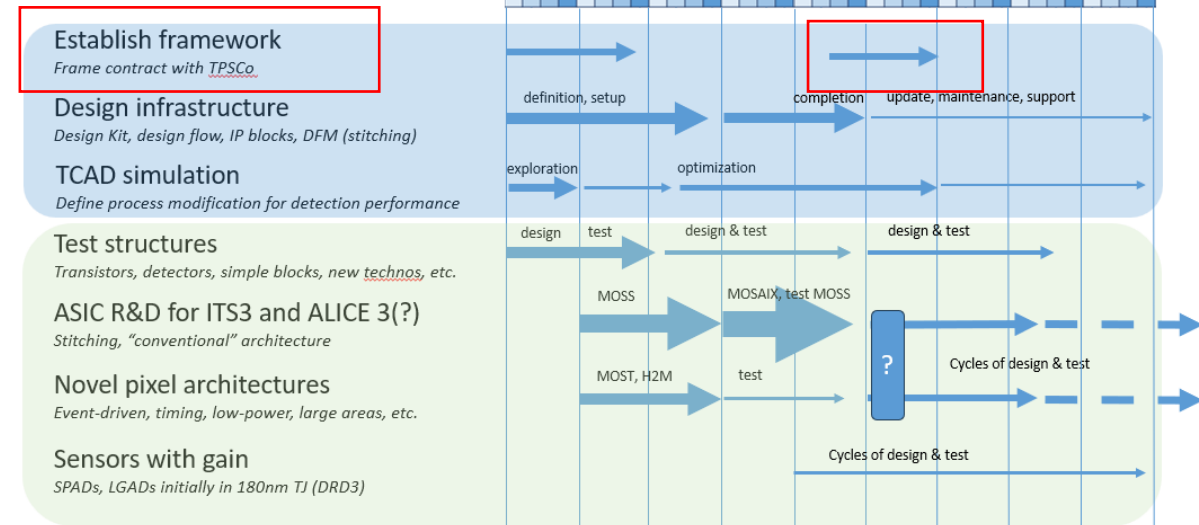 Establish framework
Frame contract with TPSCo
Design infrastructure
definition, setup
completion
update, maintenance, support
Design Kit, design flow, IP blocks, DFM (stitching)
TCAD simulation
exploration
optimization
Define process modification for detection performance
Test structures
design
test
design & test
design & test
Transistors, detectors, simple blocks, new technos, etc.
ASIC R&D for ITS3 and ALICE 3(?)
MOSS
MOSAIX, test MOSS
Stitching, “conventional” architecture
?
Novel pixel architectures
MOST, H2M
test
Cycles of design & test
Event-driven, timing, low-power, large areas, etc.
Sensors with gain
Cycles of design & test
SPADs, LGADs initially in 180nm TJ (DRD3)